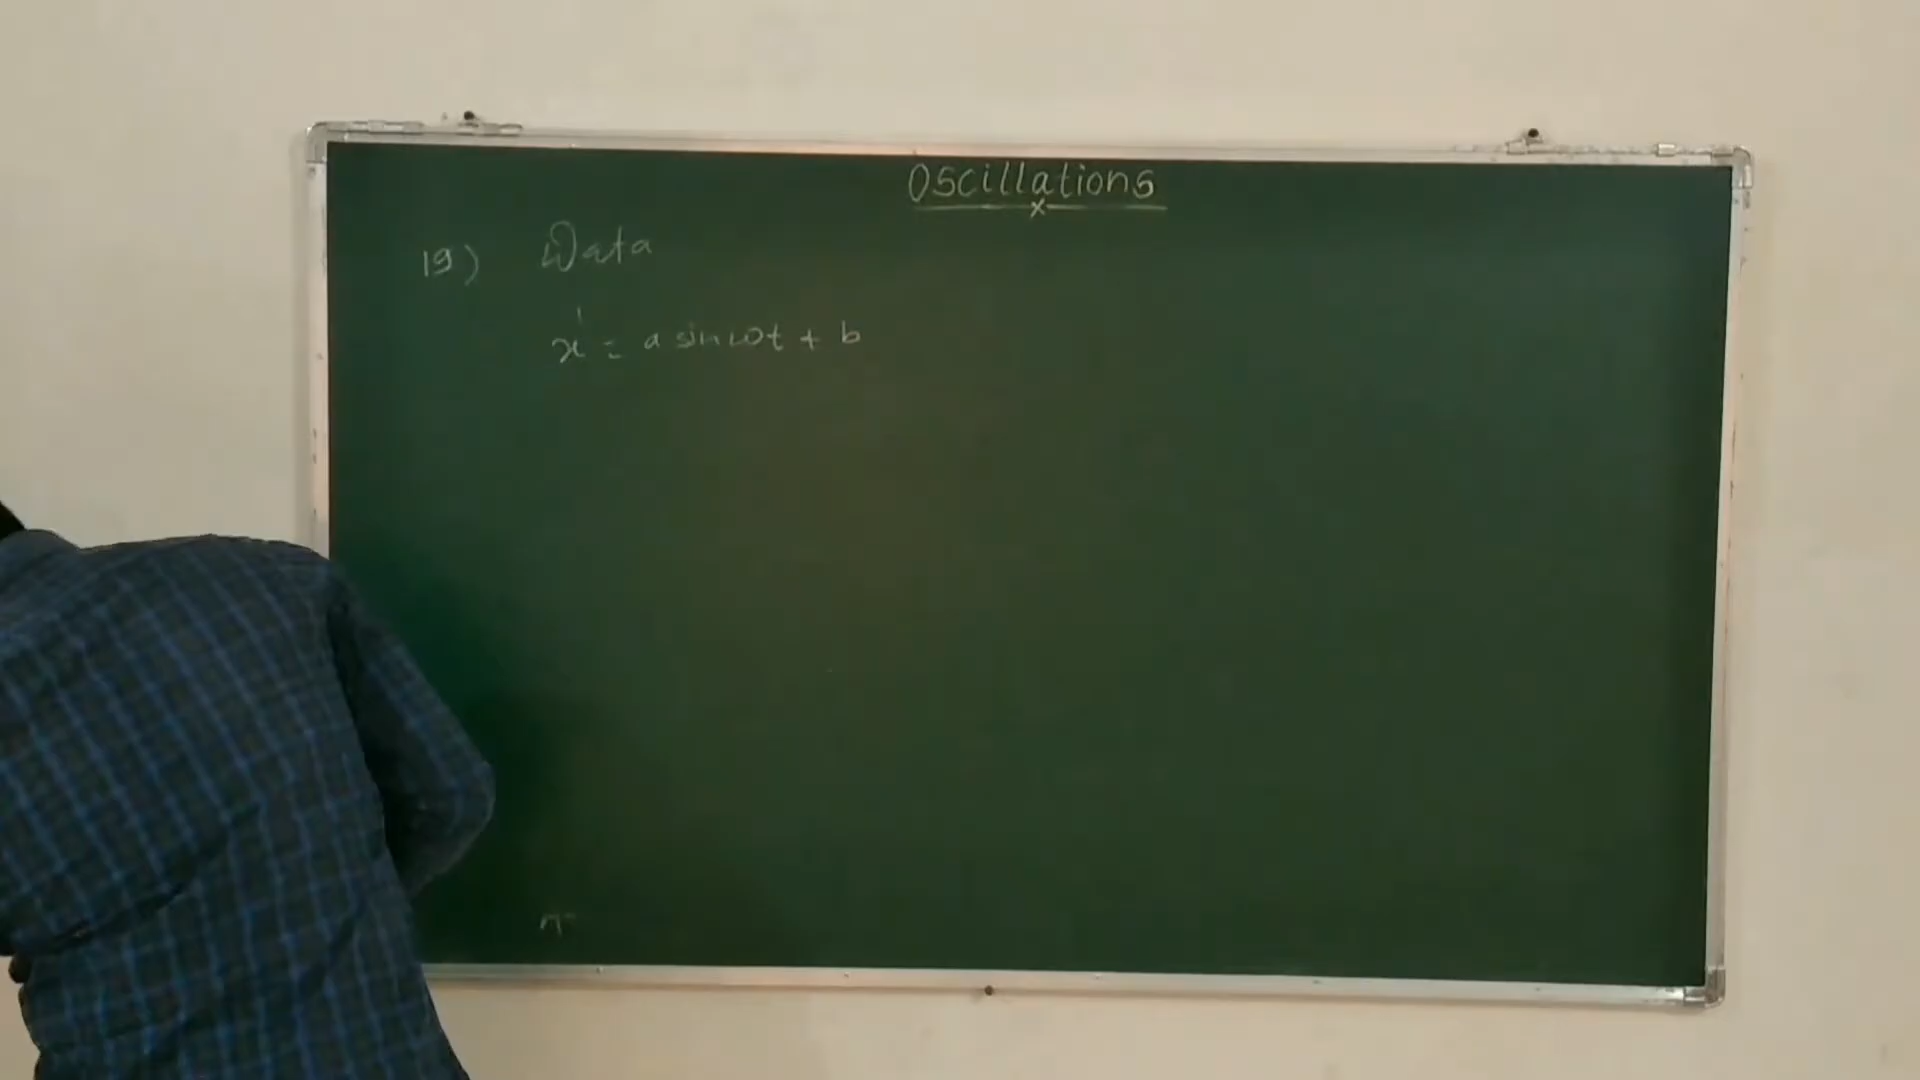 Oscillations
x
19) Data
x' = a sin ωt + b